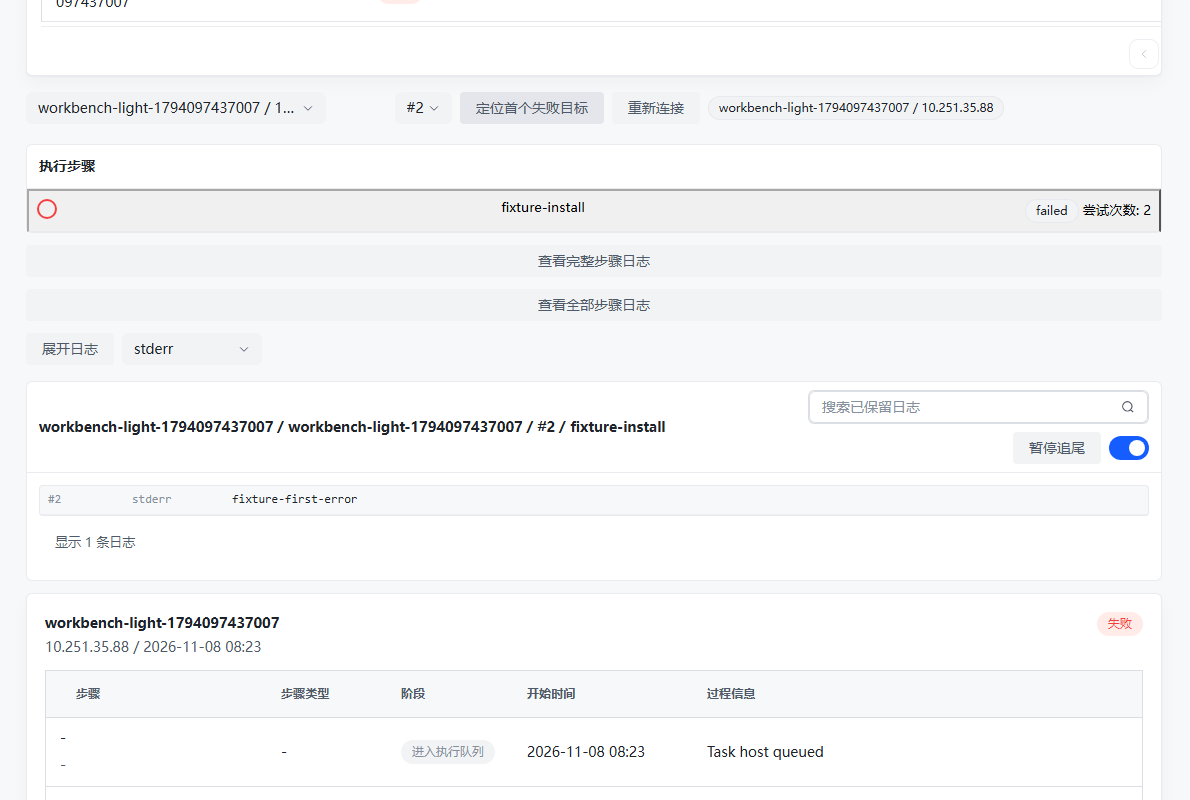 097437007
workbench-light-1794097437007 / 1...
#2
定位首个失败目标
重新连接
workbench-light-1794097437007 / 10.251.35.88
执行步骤
fixture-install
failed
尝试次数: 2
查看完整步骤日志
查看全部步骤日志
展开日志
stderr
搜索已保留日志
workbench-light-1794097437007 / workbench-light-1794097437007 / #2 / fixture-install
暂停追尾
#2 stderr fixture-first-error
显示 1 条日志
workbench-light-1794097437007
失败
10.251.35.88 / 2026-11-08 08:23
步骤 步骤类型 阶段 开始时间 过程信息
-
- 进入执行队列 2026-11-08 08:23 Task host queued
-